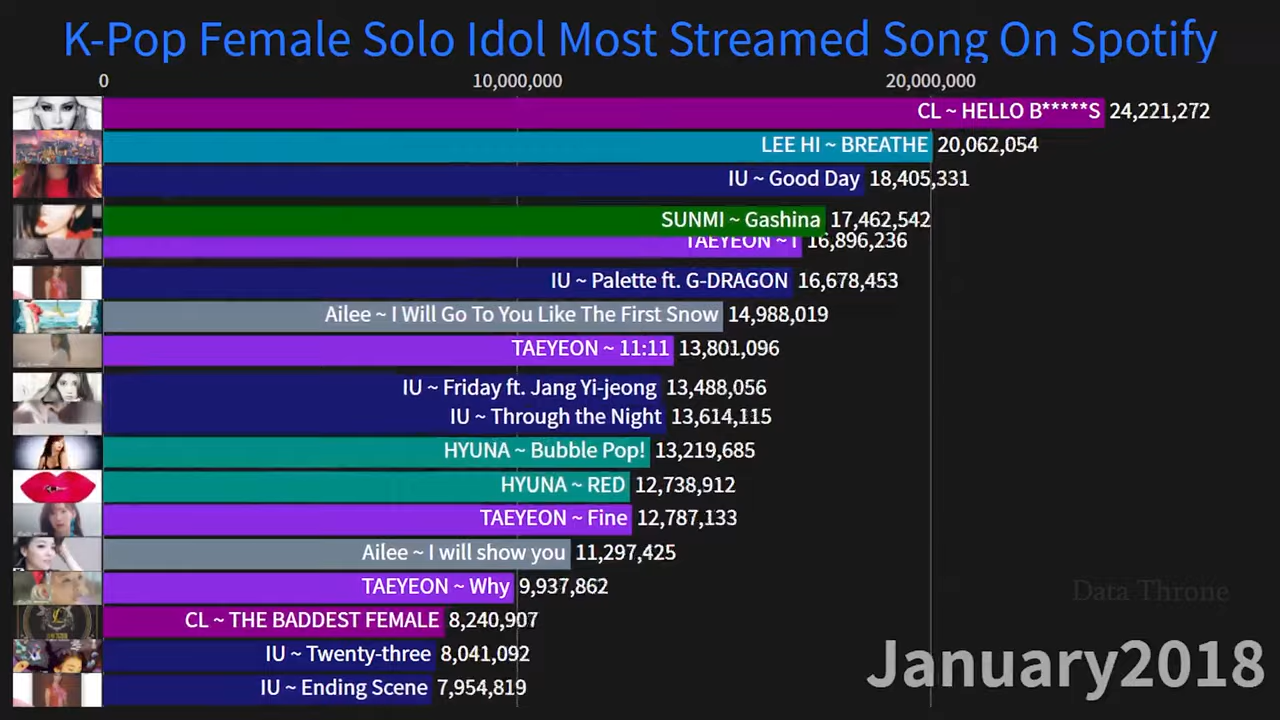 K-Pop Female Solo Idol Most Streamed Song On Spotify
0 10,000,000 20,000,000
CL ~ HELLO B*****S 24,221,272
LEE HI ~ BREATHE 20,062,054
IU ~ Good Day 18,405,331
SUNMI ~ Gashina 17,462,542
TAEYEON ~ I 16,896,236
IU ~ Palette ft. G-DRAGON 16,678,453
Ailee ~ I Will Go To You Like The First Snow 14,988,019
TAEYEON ~ 11:11 13,801,096
IU ~ Friday ft. Jang Yi-jeong 13,488,056
IU ~ Through the Night 13,614,115
HYUNA ~ Bubble Pop! 13,219,685
HYUNA ~ RED 12,738,912
TAEYEON ~ Fine 12,787,133
Ailee ~ I will show you 11,297,425
TAEYEON ~ Why 9,937,862
CL ~ THE BADDEST FEMALE 8,240,907
IU ~ Twenty-three 8,041,092
IU ~ Ending Scene 7,954,819
Data Throne
January2018